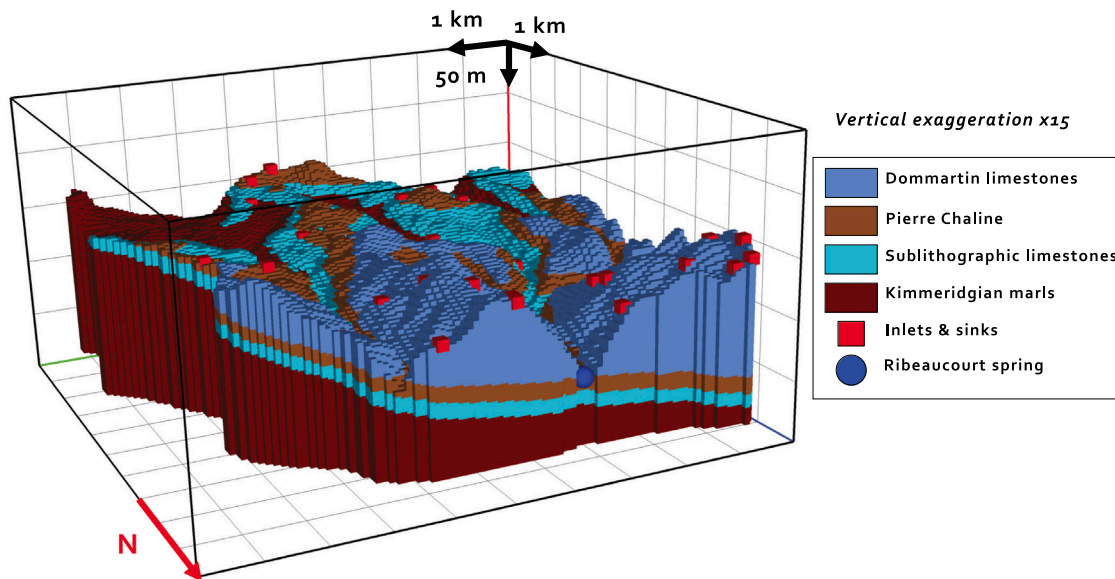 1 km
1 km
50 m
Vertical exaggeration x15
Dommartin limestones
Pierre Chaline
Sublithographic limestones
Kimmeridgian marls
Inlets & sinks
Ribeaucourt spring
N